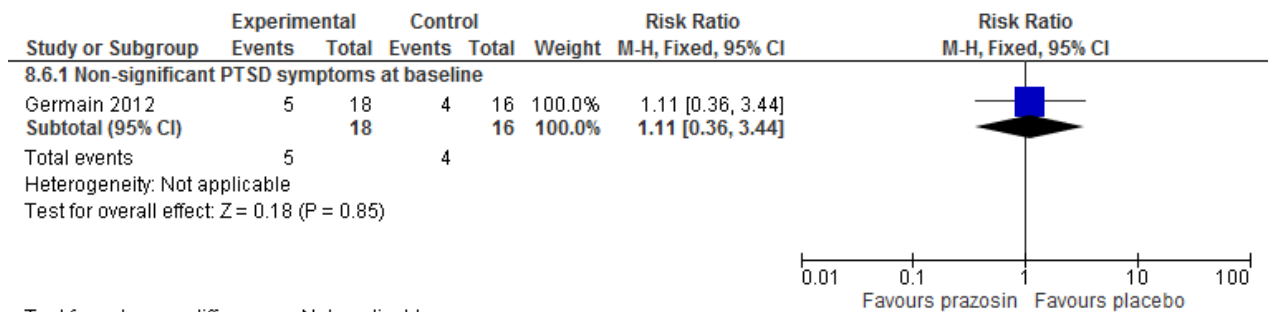 Experimental Control Risk Ratio Risk Ratio
Study or Subgroup Events Total Events Total Weight M-H, Fixed, 95% CI M-H, Fixed, 95% CI
8.6.1 Non-significant PTSD symptoms at baseline
Germain 2012 5 18 4 16 100.0% 1.11 [0.36, 3.44]
Subtotal (95% CI) 18 16 100.0% 1.11 [0.36, 3.44]
Total events 5 4
Heterogeneity: Not applicable
Test for overall effect: Z = 0.18 (P = 0.85)
0.01 0.1 1 10 100
Favours prazosin Favours placebo